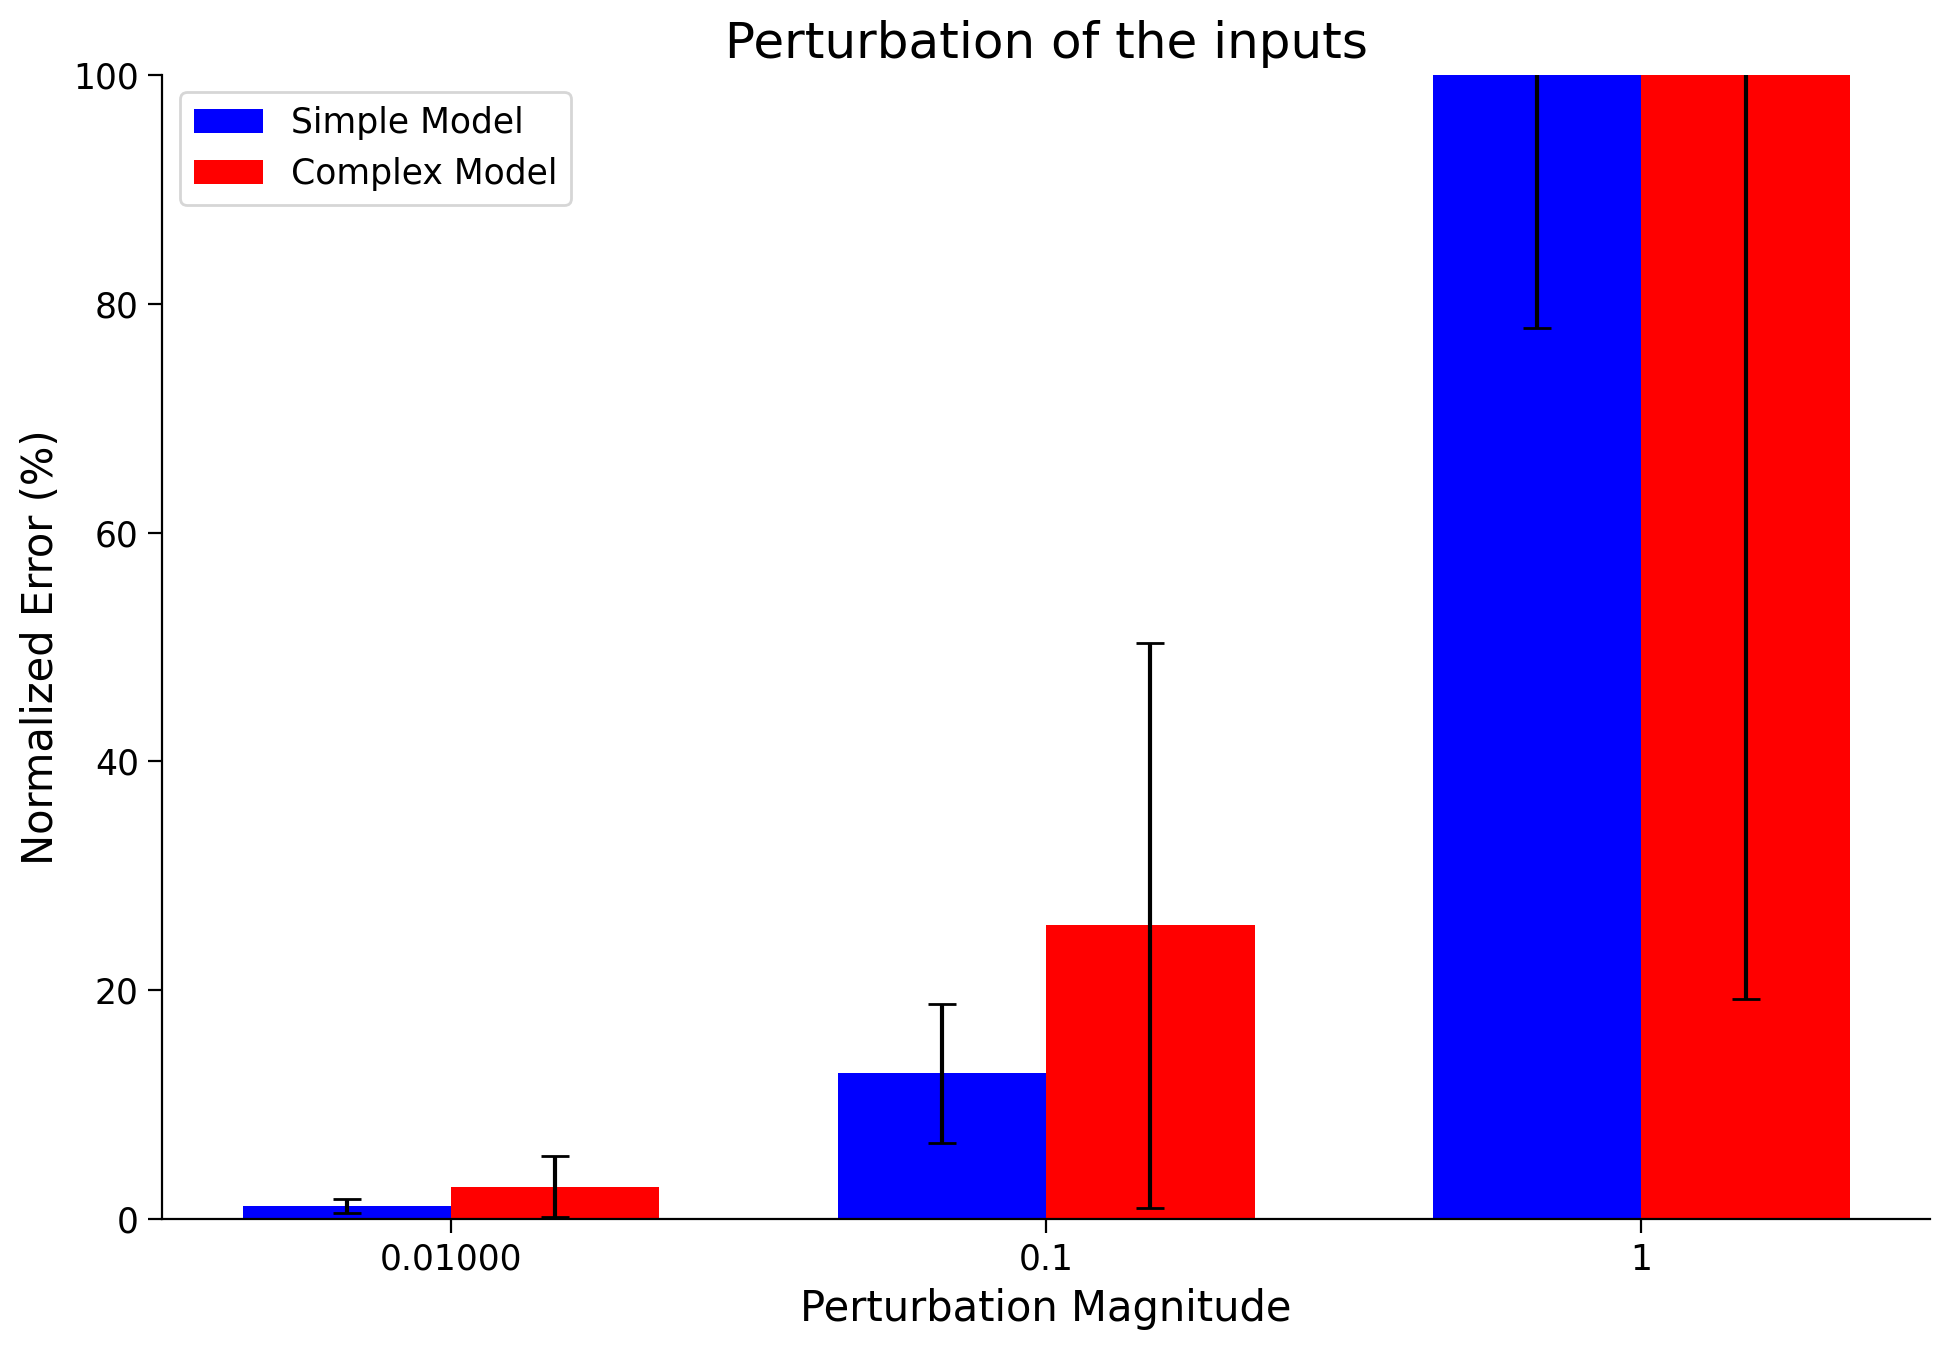 Perturbation of the inputs
100
80
60
40
20
0
Normalized Error (%)
Simple Model
Complex Model
0.01000
0.1
1
Perturbation Magnitude